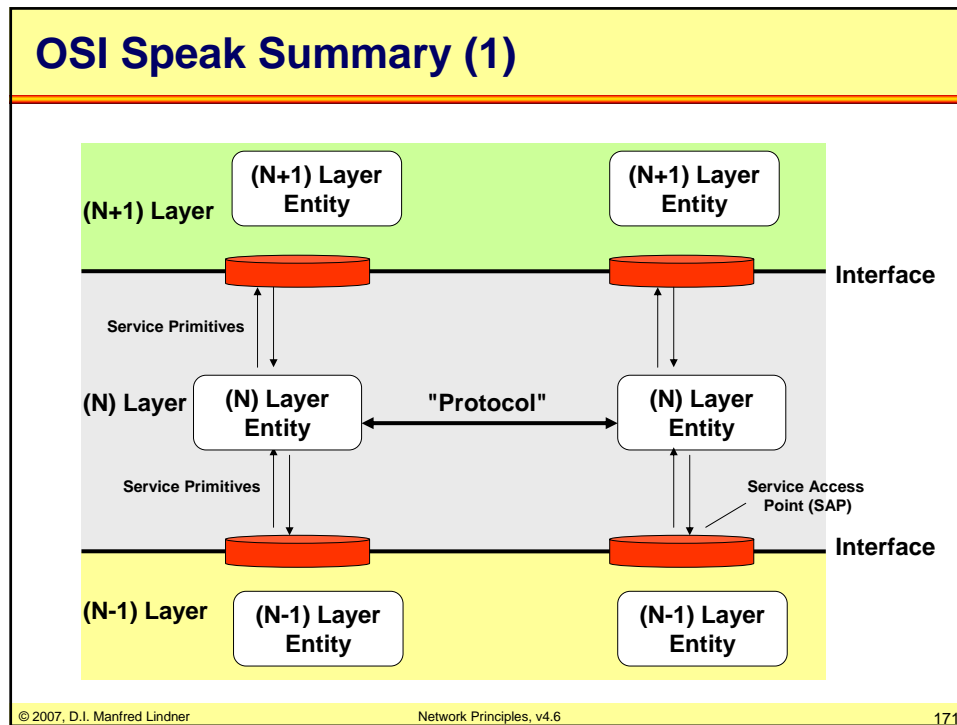 OSI Speak Summary (1)
(N+1) Layer
Entity
(N+1) Layer
Entity
(N+1) Layer
Interface
Service Primitives
(N) Layer
(N) Layer
Entity
"Protocol"
(N) Layer
Entity
Service Primitives
Service Access
Point (SAP)
Interface
(N-1) Layer
(N-1) Layer
Entity
(N-1) Layer
Entity
© 2007, D.I. Manfred Lindner
Network Principles, v4.6
171